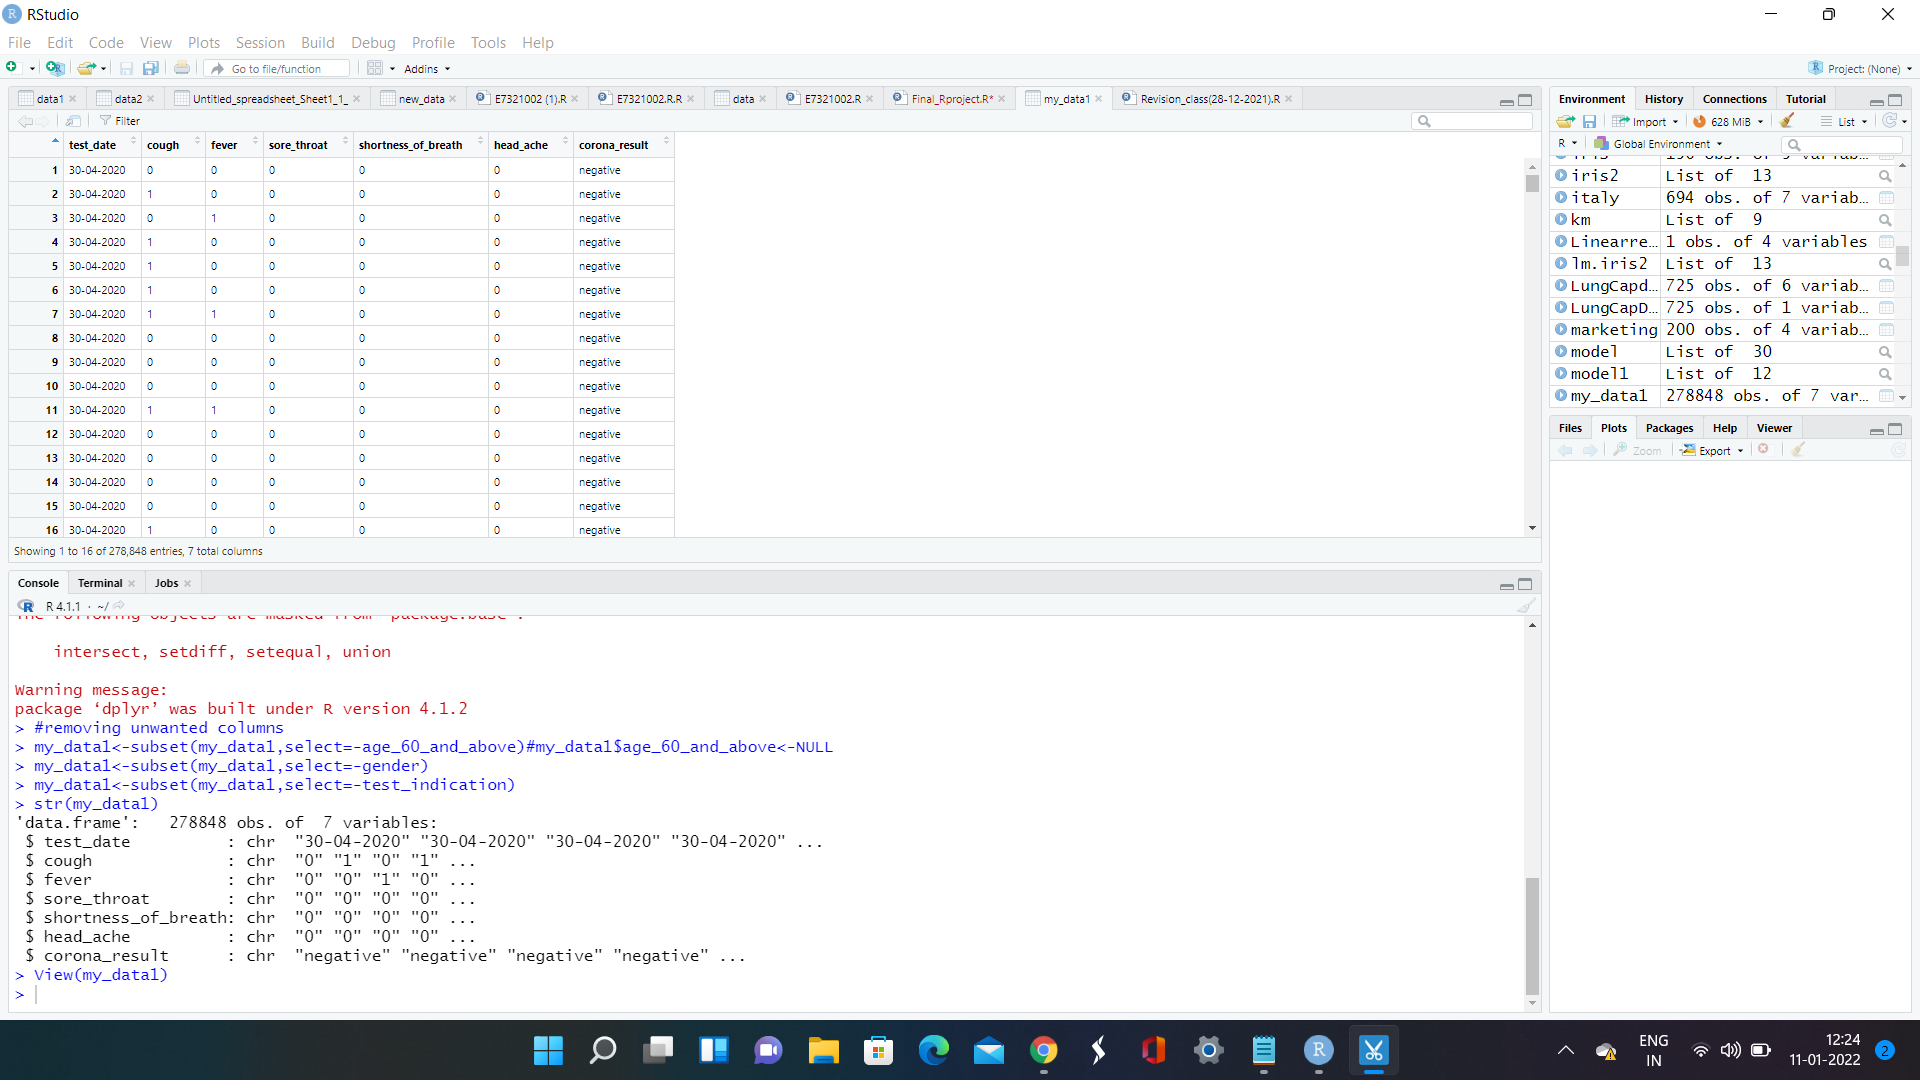 RStudio
File Edit Code View Plots Session Build Debug Profile Tools Help
Go to file/function Addins Project: (None)
data1 data2 Untitled_spreadsheet_Sheet1_1_ new_data E7321002 (1).R E7321002.R.R data E7321002.R Final_Rproject.R* my_data1 Revision_class(28-12-2021).R
Filter
test_date cough fever sore_throat shortness_of_breath head_ache corona_result
1 30-04-2020 0 0 0 0 0 negative
2 30-04-2020 1 0 0 0 0 negative
3 30-04-2020 0 1 0 0 0 negative
4 30-04-2020 1 0 0 0 0 negative
5 30-04-2020 1 0 0 0 0 negative
6 30-04-2020 1 0 0 0 0 negative
7 30-04-2020 1 1 0 0 0 negative
8 30-04-2020 0 0 0 0 0 negative
9 30-04-2020 0 0 0 0 0 negative
10 30-04-2020 0 0 0 0 0 negative
11 30-04-2020 1 1 0 0 0 negative
12 30-04-2020 0 0 0 0 0 negative
13 30-04-2020 0 0 0 0 0 negative
14 30-04-2020 0 0 0 0 0 negative
15 30-04-2020 0 0 0 0 0 negative
16 30-04-2020 1 0 0 0 0 negative
Showing 1 to 16 of 278,848 entries, 7 total columns
Console Terminal Jobs
R 4.1.1 · ~/
The following objects are masked from ‘package:base’:
intersect, setdiff, setequal, union
Warning message:
package ‘dplyr’ was built under R version 4.1.2
> #removing unwanted columns
> my_data1<-subset(my_data1,select=-age_60_and_above)#my_data1$age_60_and_above<-NULL
> my_data1<-subset(my_data1,select=-gender)
> my_data1<-subset(my_data1,select=-test_indication)
> str(my_data1)
'data.frame': 278848 obs. of 7 variables:
$ test_date : chr "30-04-2020" "30-04-2020" "30-04-2020" "30-04-2020" ...
$ cough : chr "0" "1" "0" "1" ...
$ fever : chr "0" "0" "1" "0" ...
$ sore_throat : chr "0" "0" "0" "0" ...
$ shortness_of_breath: chr "0" "0" "0" "0" ...
$ head_ache : chr "0" "0" "0" "0" ...
$ corona_result : chr "negative" "negative" "negative" "negative" ...
> View(my_data1)
>
Environment History Connections Tutorial
Import 628 MiB List
R Global Environment
iris2 List of 13
italy 694 obs. of 7 variab…
km List of 9
Linearre… 1 obs. of 4 variables
lm.iris2 List of 13
LungCapd… 725 obs. of 6 variab…
LungCapD… 725 obs. of 1 variab…
marketing 200 obs. of 4 variab…
model List of 30
model1 List of 12
my_data1 278848 obs. of 7 var…
Files Plots Packages Help Viewer
Zoom Export
ENG
IN
12:24
11-01-2022
2